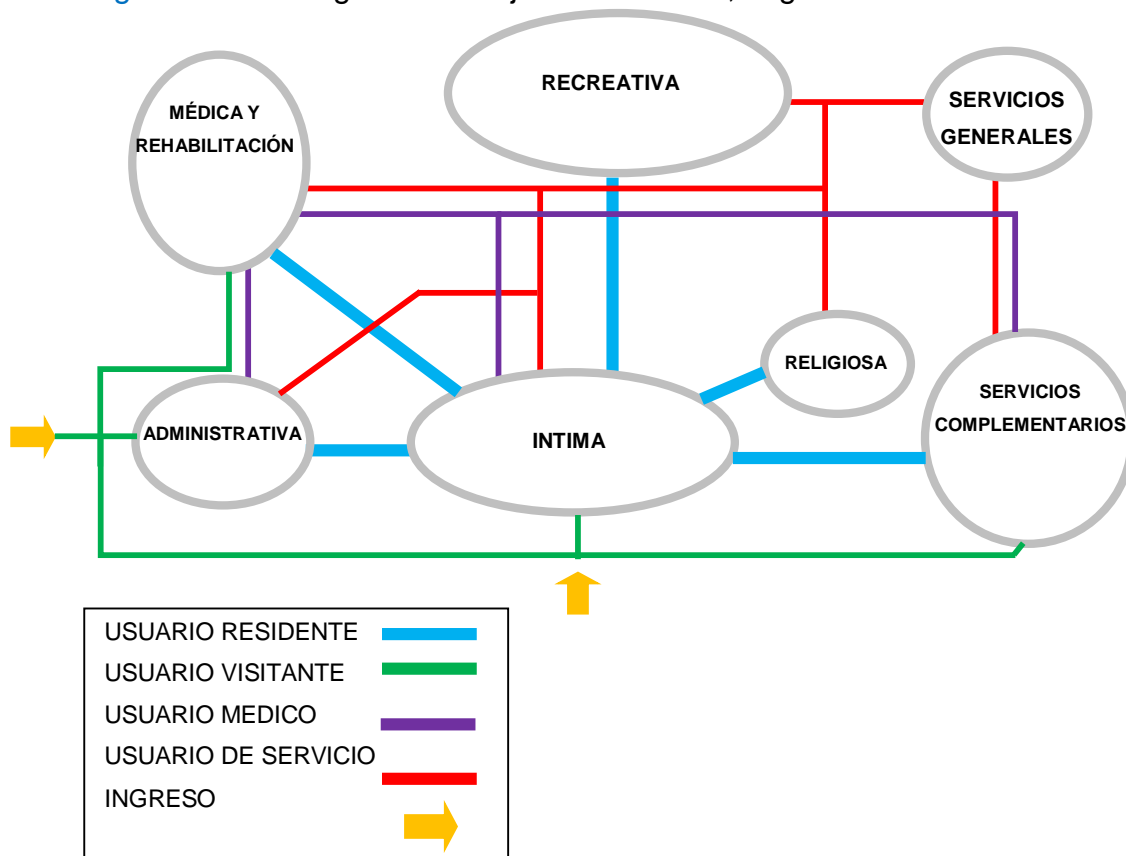 RECREATIVA
SERVICIOS
GENERALES
MÉDICA Y
REHABILITACIÓN
RELIGIOSA
SERVICIOS
COMPLEMENTARIOS
ADMINISTRATIVA
INTIMA
USUARIO RESIDENTE
USUARIO VISITANTE
USUARIO MEDICO
USUARIO DE SERVICIO
INGRESO